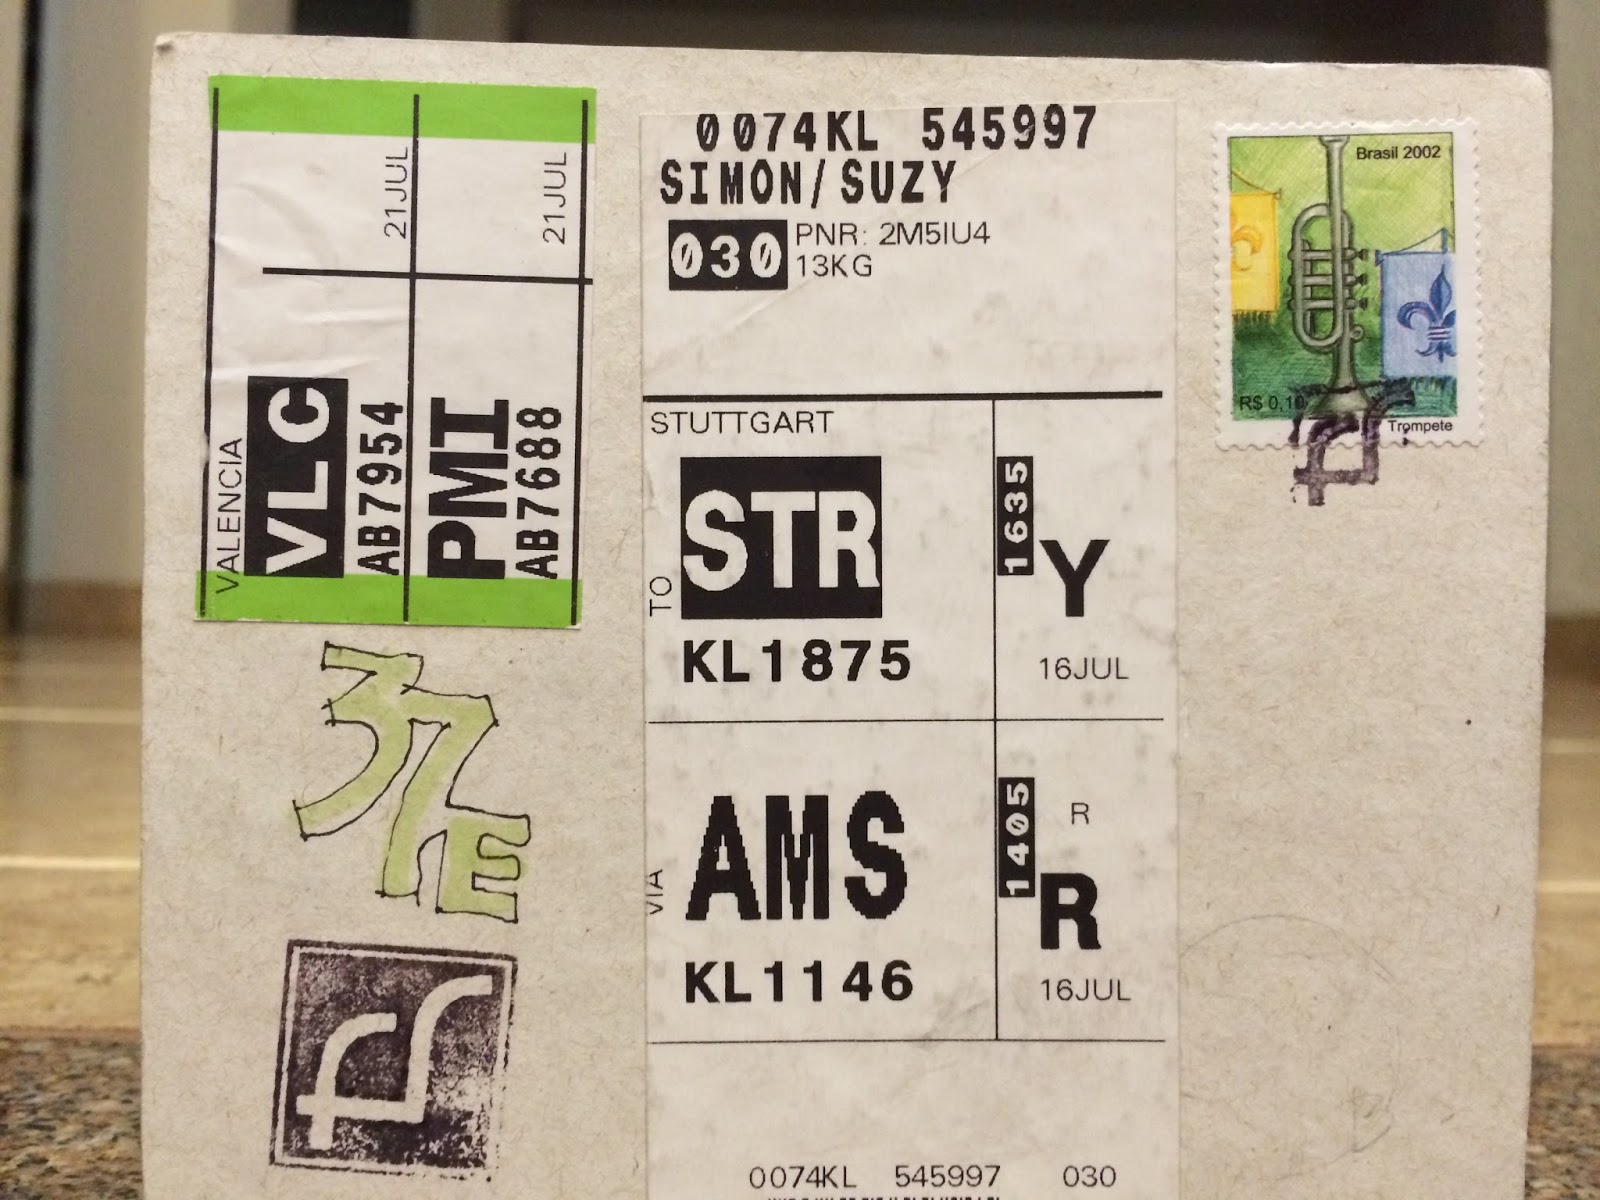 VALENCIA
VLC
AB7954 21JUL
PMI
AB7688 21JUL
0074KL 545997
SIMON/SUZY
030 PNR: 2M5IU4
13KG
STUTTGART
TO STR 1635 Y
KL1875 16JUL
VIA AMS 1405 R
R
KL1146 16JUL
0074KL 545997 030
Brasil 2002
R$ 0,10
Trompete